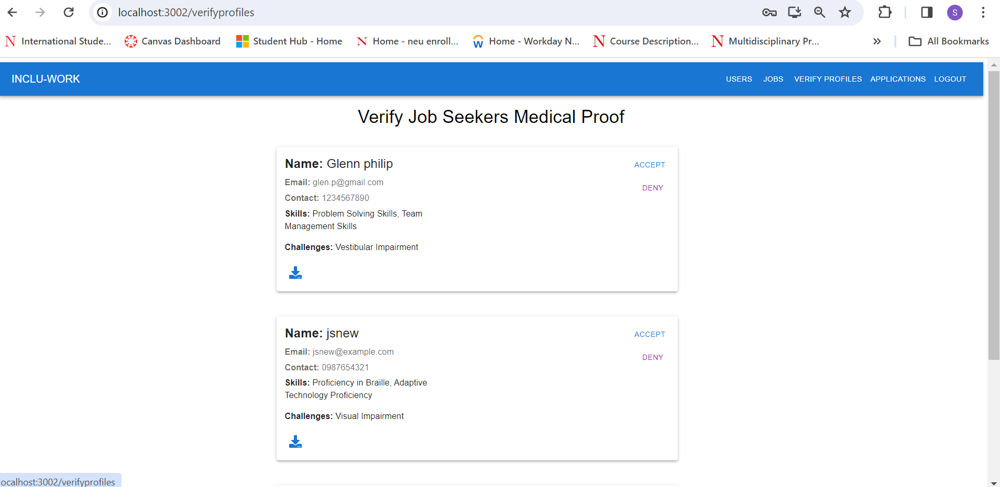 localhost:3002/verifyprofiles
S
International Stude...
Canvas Dashboard
Student Hub - Home
Home - neu enroll...
Home - Workday N...
Course Description...
Multidisciplinary Pr...
»
All Bookmarks
INCLU-WORK
USERS
JOBS
VERIFY PROFILES
APPLICATIONS
LOGOUT
Verify Job Seekers Medical Proof
Name: Glenn philip
ACCEPT
Email: glen.p@gmail.com
DENY
Contact: 1234567890
Skills: Problem Solving Skills, Team
Management Skills
Challenges: Vestibular Impairment
Name: jsnew
ACCEPT
Email: jsnew@example.com
DENY
Contact: 0987654321
Skills: Proficiency in Braille, Adaptive
Technology Proficiency
Challenges: Visual Impairment
localhost:3002/verifyprofiles